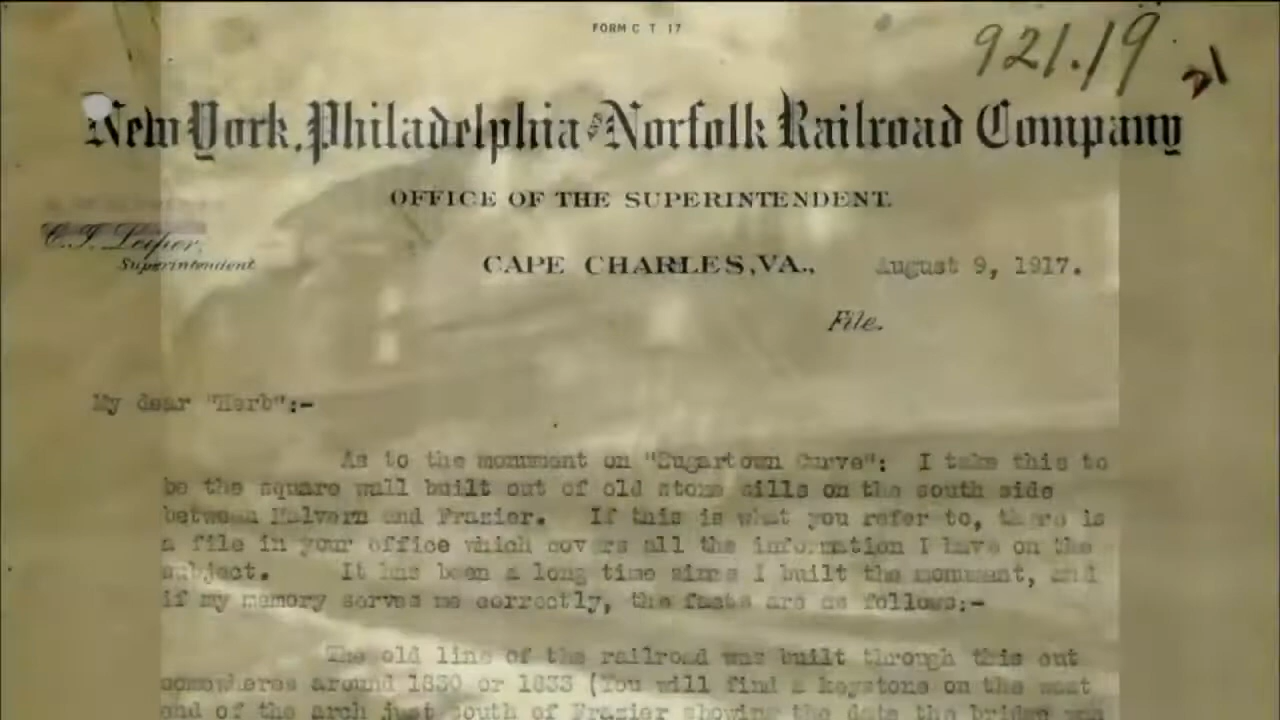 FORM C T 17
921.19
21
New York, Philadelphia AND Norfolk Railroad Company
OFFICE OF THE SUPERINTENDENT.
C. I. Leiper,
Superintendent
CAPE CHARLES, VA., August 9, 1917.
File.
My dear "Herb":-
As to the monument on "Sugartown Curve": I take this to
be the square wall built out of old stone sills on the south side
between Malvern and Frazier. If this is what you refer to, there is
a file in your office which covers all the information I have on the
subject. It has been a long time since I built the monument, and
if my memory serves me correctly, the facts are as follows:-
The old line of the railroad was built through this cut
somewheres around 1830 or 1833 (You will find a keystone on the west
end of the arch just south of Frazier showing the date the bridge was